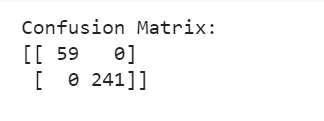 Confusion Matrix:
[[ 59   0]
 [  0 241]]